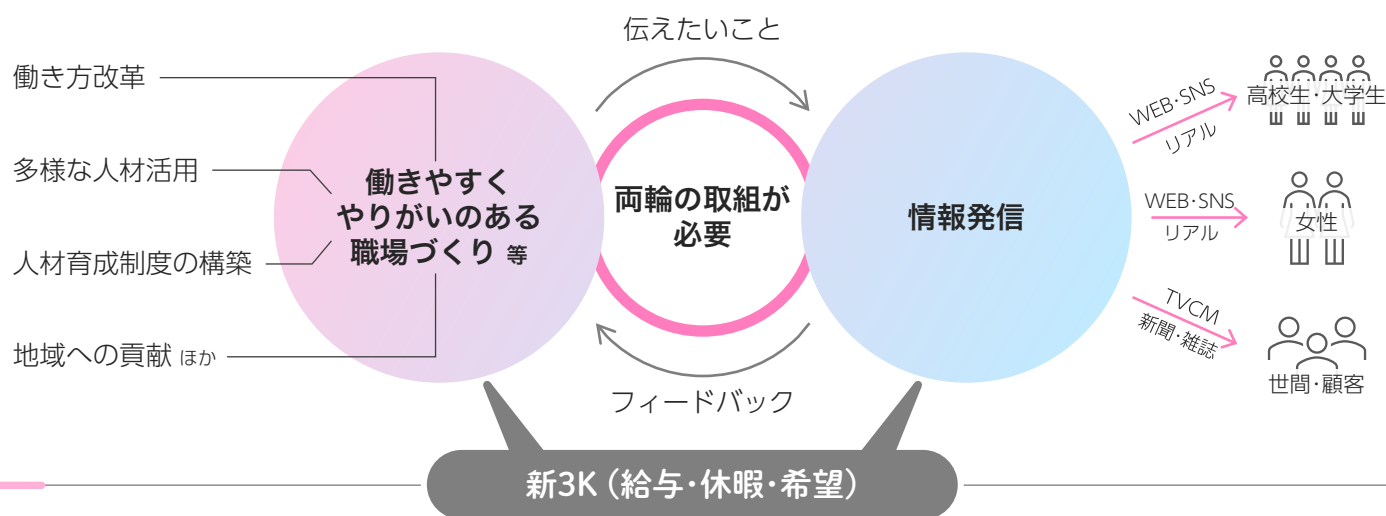 伝えたいこと
働き方改革
多様な人材活用
人材育成制度の構築
地域への貢献 ほか
働きやすく
やりがいのある
職場づくり 等
両輪の取組が
必要
情報発信
WEB・SNS
リアル
高校生・大学生
WEB・SNS
リアル
女性
TVCM
新聞・雑誌
世間・顧客
フィードバック
新3K（給与・休暇・希望）